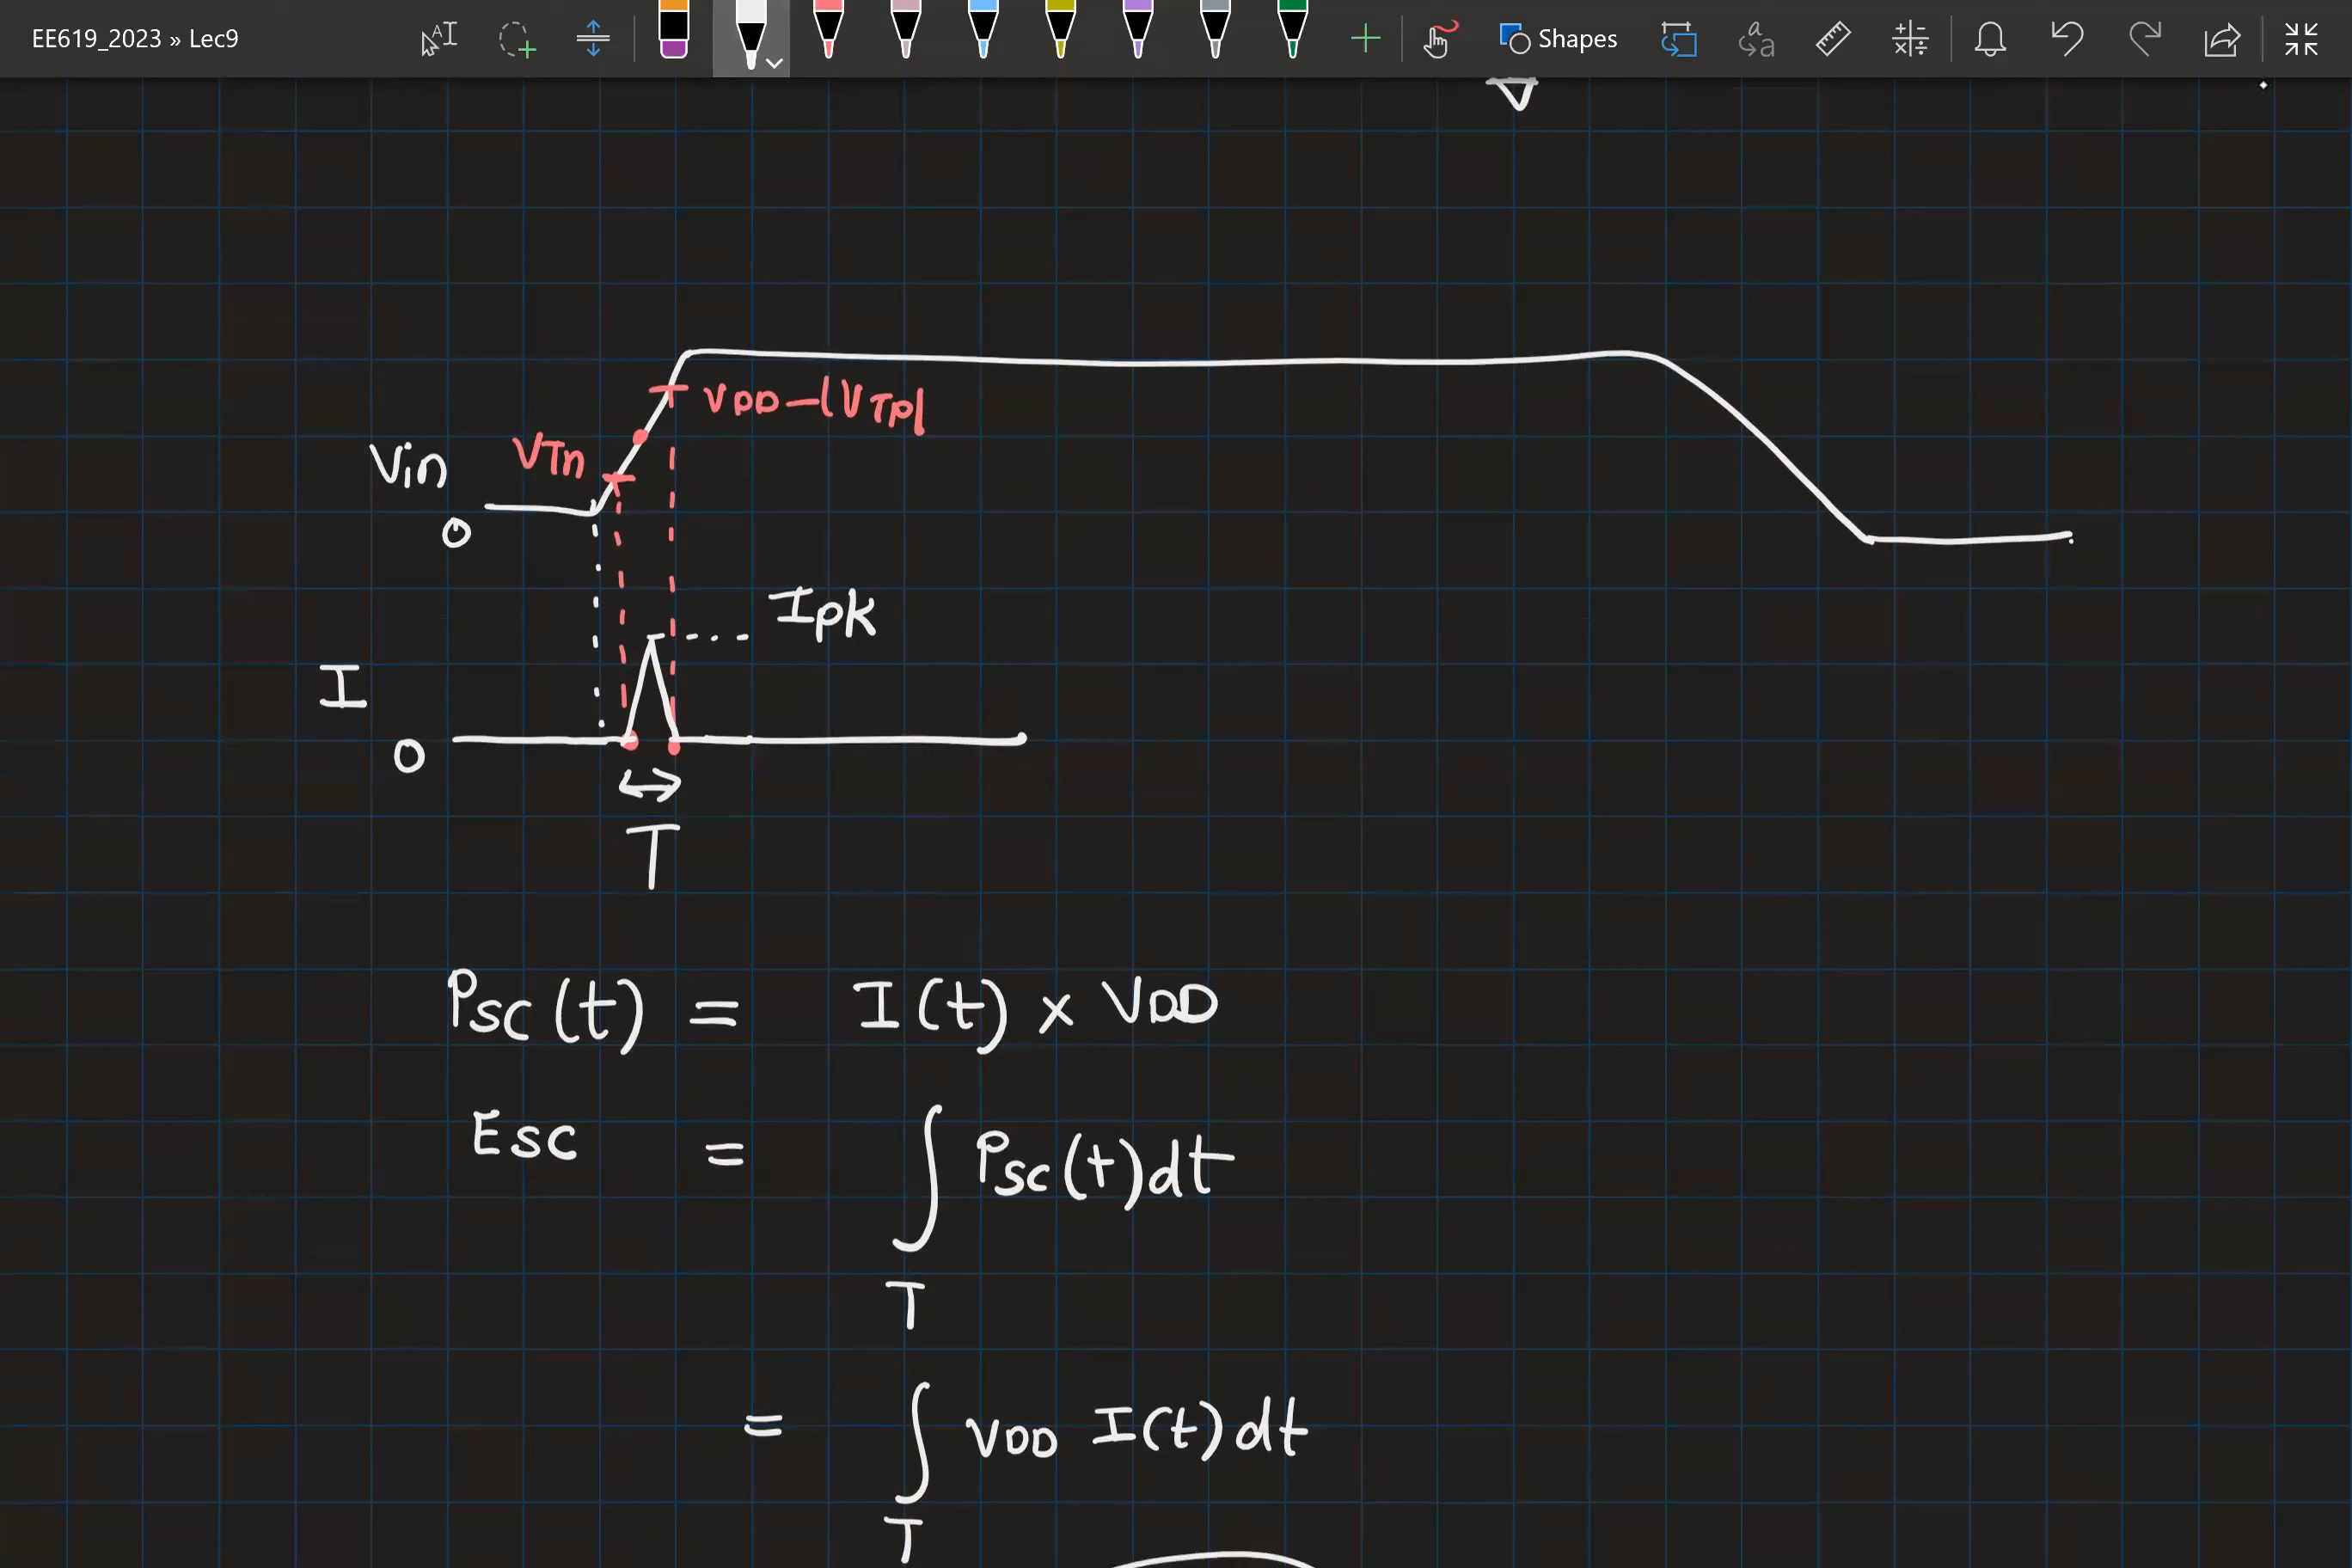 EE619_2023 » Lec9
Shapes
VDD-|VTp|
VTn
Vin
0
Ipk
I
0
T
Psc(t) = I(t) x VDD
Esc = ∫ Psc(t)dt
T
= ∫ VDD I(t)dt
T